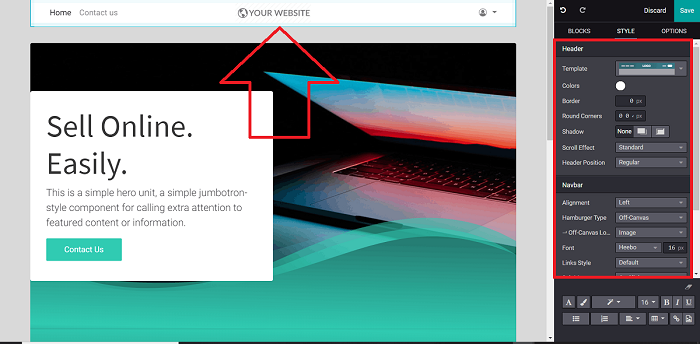 Home Contact us YOUR WEBSITE
Discard Save
BLOCKS STYLE OPTIONS
Header
Template
Colors
Border 0 px
Round Corners 0 0 px
Shadow None
Scroll Effect Standard
Header Position Regular
Navbar
Alignment Left
Hamburger Type Off-Canvas
Off-Canvas Lo... Image
Font Heebo 16 px
Links Style Default
16 B I U
Sell Online.
Easily.
This is a simple hero unit, a simple jumbotron-
style component for calling extra attention to
featured content or information.
Contact Us